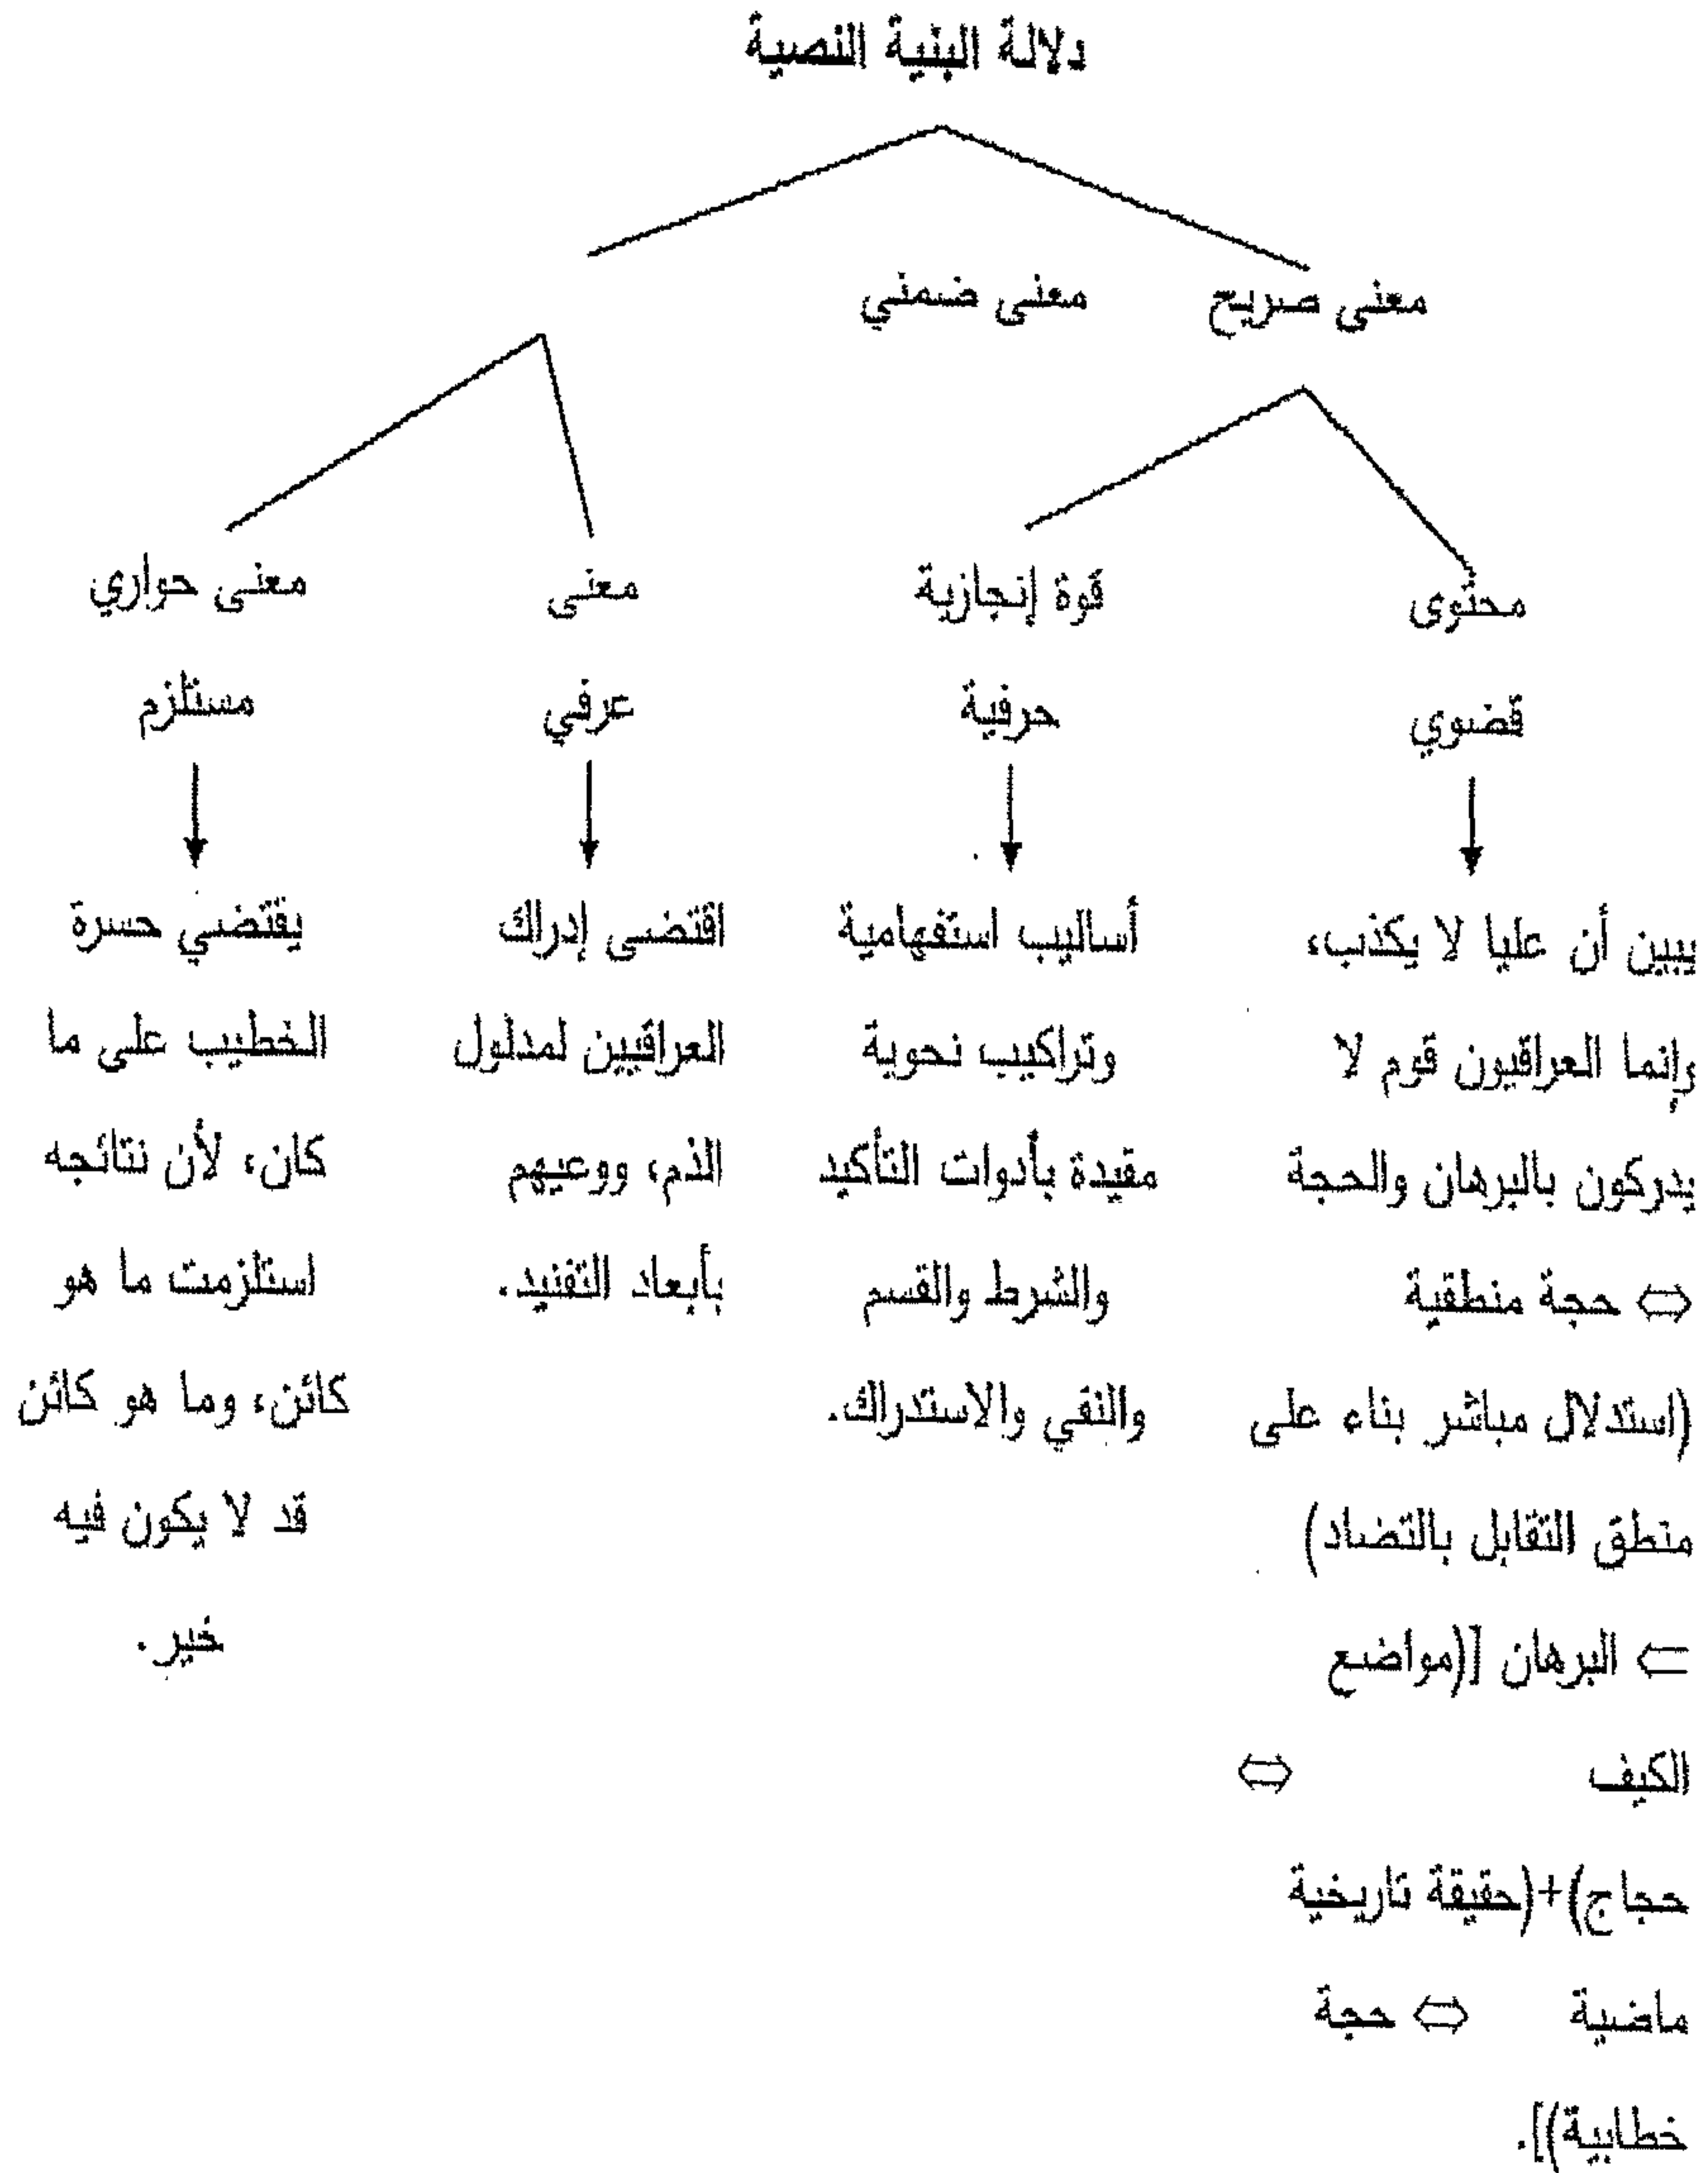 دلالة البنية النصية
معنى صريح
معنى ضمني
محتوى
قضوي
قوة إنجازية
حرفية
معنى
عرفي
معنى حواري
مستلزم
يبين أن عليا لا يكذب،
وإنما العراقيون قوم لا
يدركون بالبرهان والحجة
⇔ حجة منطقية
(استدلال مباشر بناء على
منطق التقابل بالتضاد)
⊂ البرهان [(مواضع
الكيف ⇔
حجاج)+(حقيقة تاريخية
ماضية ⇔ حجة
خطابية)].
أساليب استفهامية
وتراكيب نحوية
مقيدة بأدوات التأكيد
والشرط والقسم
والنفي والاستدراك.
اقتضى إدراك
العراقيين لمدلول
الذم، ووعيهم
بأبعاد التفنيد.
يقتضي حسرة
الخطيب على ما
كان، لأن نتائجه
استلزمت ما هو
كائن، وما هو كائن
قد لا يكون فيه
خير.